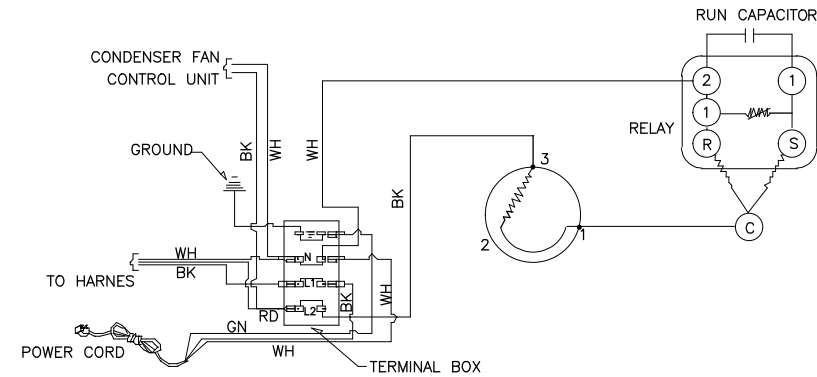 RUN CAPACITOR
CONDENSER FAN
CONTROL UNIT
2
1
1
RELAY
R
S
GROUND
BK
WH
WH
BK
3
2
1
C
WH
BK
TO HARNES
N
L1
L2
BK
WH
RD
GN
WH
POWER CORD
TERMINAL BOX